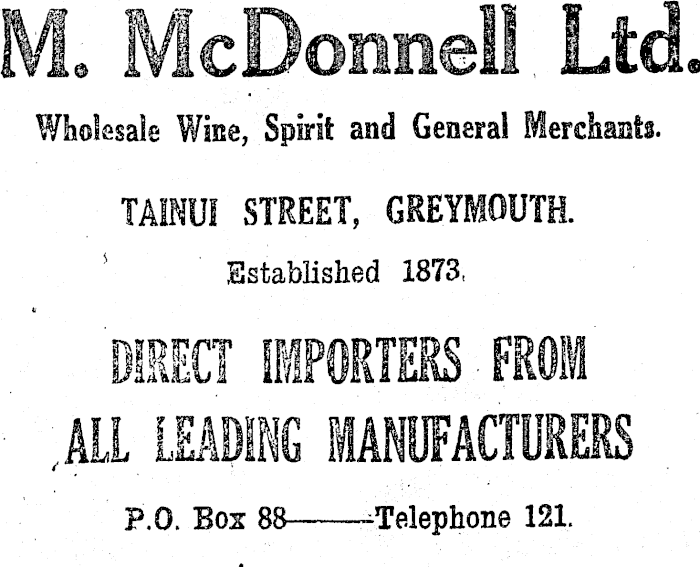 M. McDonnell Ltd.
Wholesale Wine, Spirit and General Merchants.
TAINUI STREET, GREYMOUTH.
Established 1873.
DIRECT IMPORTERS FROM
ALL LEADING MANUFACTURERS
P.O. Box 88———Telephone 121.